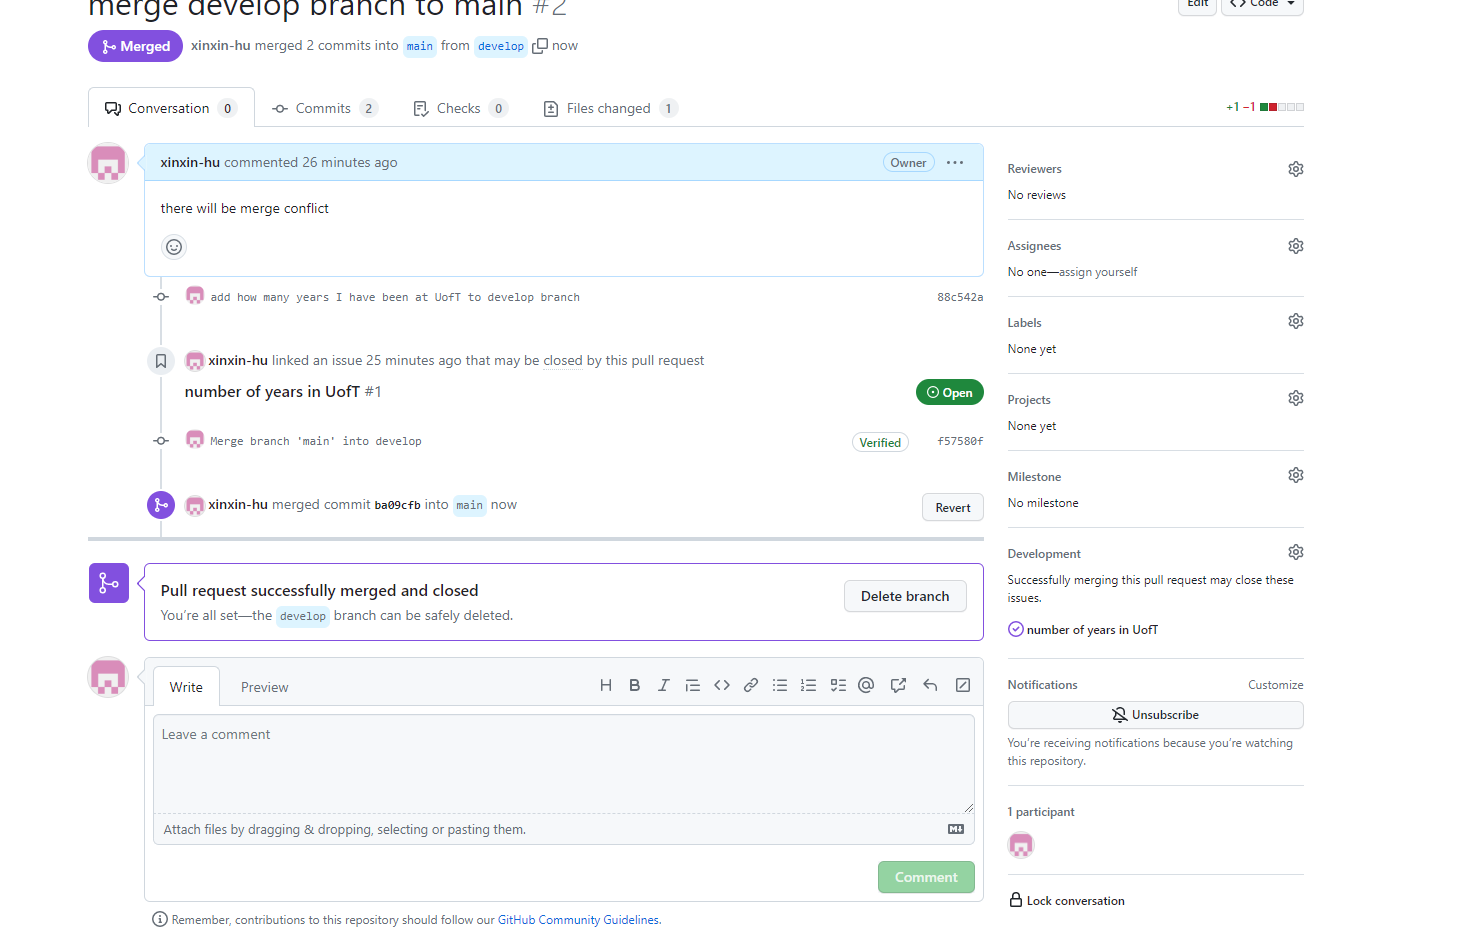 merge develop branch to main #2
Edit
<> Code
Merged
xinxin-hu merged 2 commits into main from develop now
Conversation 0
Commits 2
Checks 0
Files changed 1
+1 −1
xinxin-hu commented 26 minutes ago
Owner
there will be merge conflict
add how many years I have been at UofT to develop branch
88c542a
xinxin-hu linked an issue 25 minutes ago that may be closed by this pull request
number of years in UofT #1
Open
Merge branch 'main' into develop
Verified
f57580f
xinxin-hu merged commit ba09cfb into main now
Revert
Pull request successfully merged and closed
You're all set—the develop branch can be safely deleted.
Delete branch
Write
Preview
Leave a comment
Attach files by dragging & dropping, selecting or pasting them.
Comment
Remember, contributions to this repository should follow our GitHub Community Guidelines.
Reviewers
No reviews
Assignees
No one—assign yourself
Labels
None yet
Projects
None yet
Milestone
No milestone
Development
Successfully merging this pull request may close these
issues.
number of years in UofT
Notifications
Customize
Unsubscribe
You're receiving notifications because you're watching
this repository.
1 participant
Lock conversation